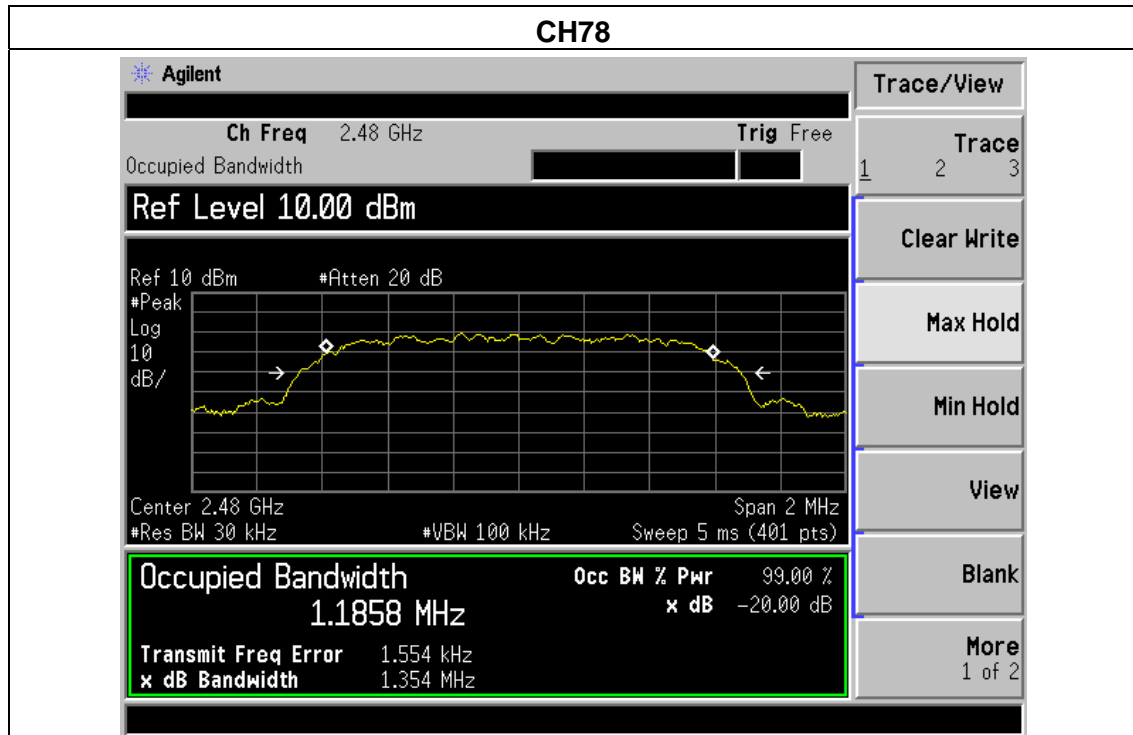 CH78
Agilent
Trace/View
Ch Freq 2.48 GHz Trig Free
Occupied Bandwidth
Trace
1 2 3
Ref Level 10.00 dBm
Clear Write
Ref 10 dBm #Atten 20 dB
#Peak
Log
10
dB/
Max Hold
Min Hold
View
Center 2.48 GHz Span 2 MHz
#Res BW 30 kHz #VBW 100 kHz Sweep 5 ms (401 pts)
Occupied Bandwidth Occ BW % Pwr 99.00 %
1.1858 MHz x dB -20.00 dB
Blank
Transmit Freq Error 1.554 kHz
x dB Bandwidth 1.354 MHz
More
1 of 2